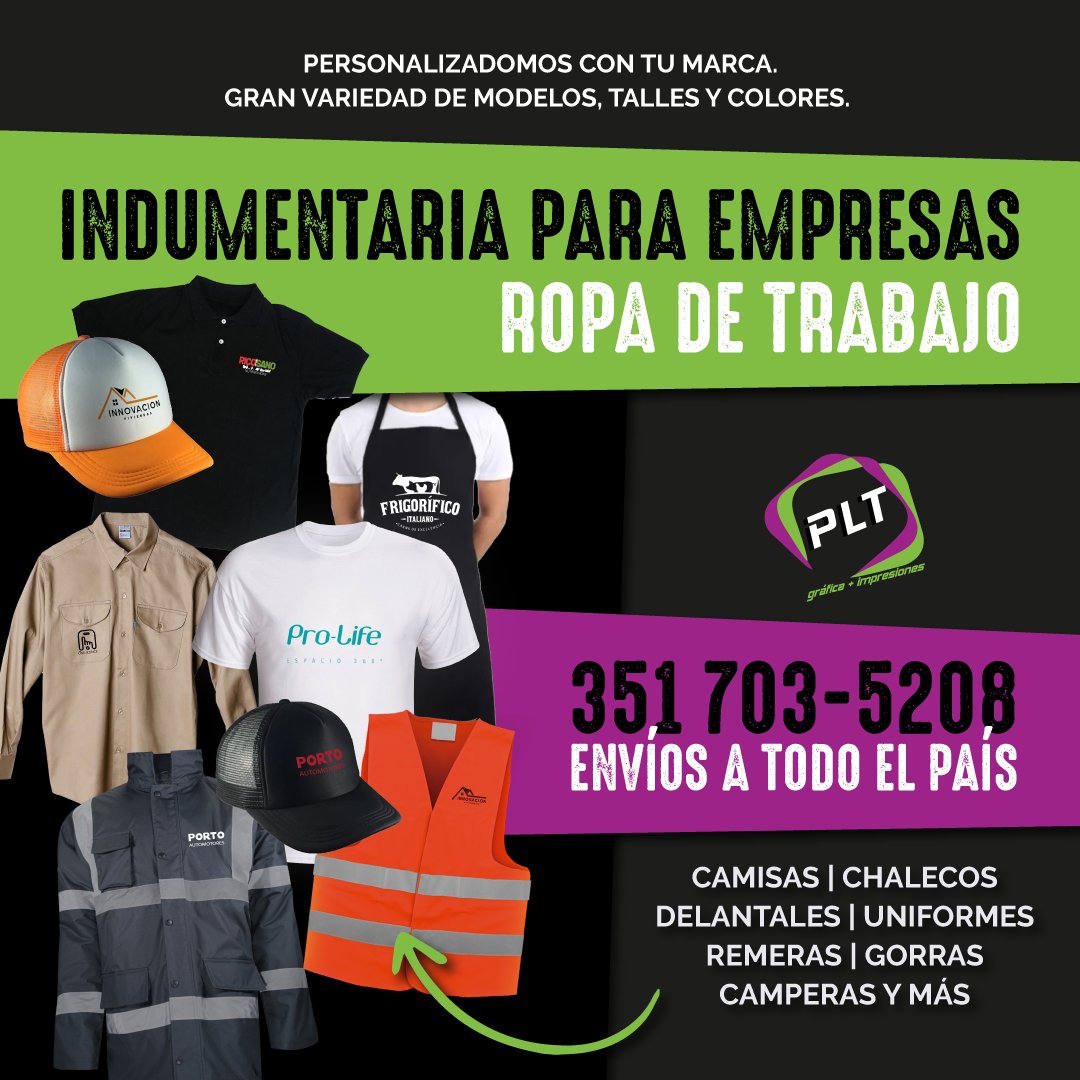 PERSONALIZADOMOS CON TU MARCA.
GRAN VARIEDAD DE MODELOS, TALLES Y COLORES.
INDUMENTARIA PARA EMPRESAS
ROPA DE TRABAJO
RICOSANO
INNOVACION
VIVIENDAS
FRIGORÍFICO
ITALIANO
PLT
gráfica + impresiones
Pro-Life
ESPACIO 360°
351 703-5208
ENVÍOS A TODO EL PAÍS
PORTO
AUTOMOTORES
INNOVACION
PORTO
AUTOMOTORES
CAMISAS | CHALECOS
DELANTALES | UNIFORMES
REMERAS | GORRAS
CAMPERAS Y MÁS